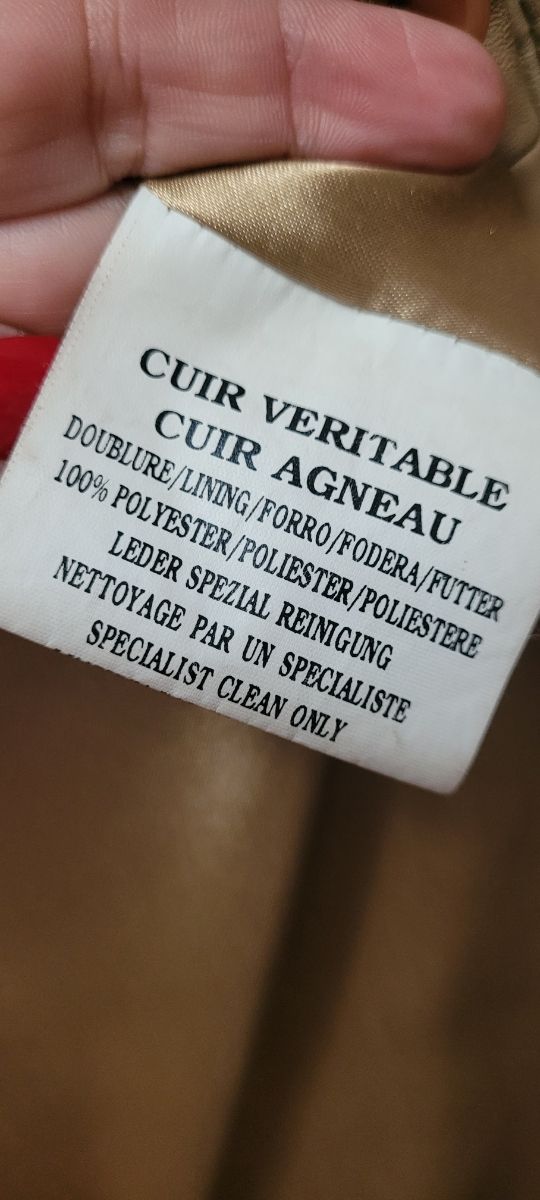 CUIR VERITABLE
CUIR AGNEAU
DOUBLURE/LINING/FORRO/FODERA/FUTTER
100% POLYESTER/POLIESTER/POLIESTERE
LEDER SPEZIAL REINIGUNG
NETTOYAGE PAR UN SPECIALISTE
SPECIALIST CLEAN ONLY